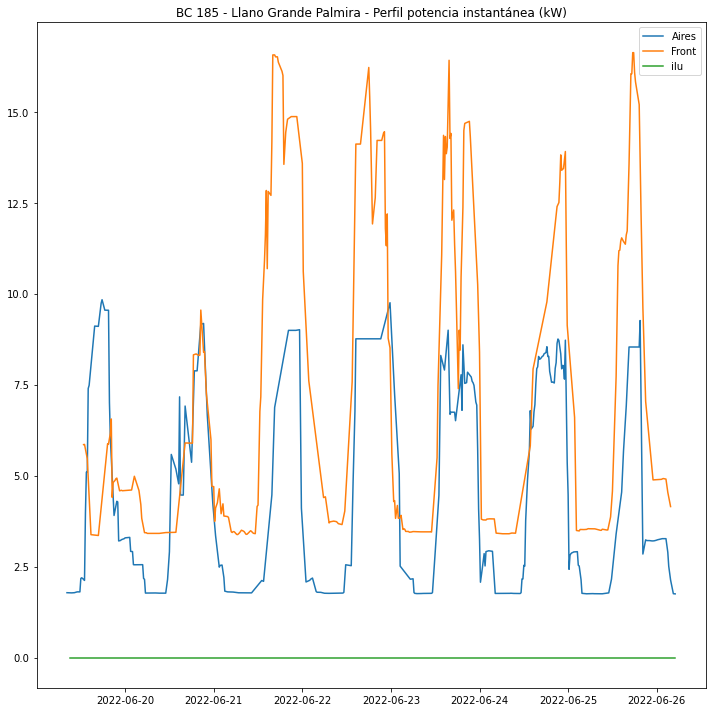 BC 185 - Llano Grande Palmira - Perfil potencia instantánea (kW)
Aires
Front
ilu
15.0
12.5
10.0
7.5
5.0
2.5
0.0
2022-06-20 2022-06-21 2022-06-22 2022-06-23 2022-06-24 2022-06-25 2022-06-26